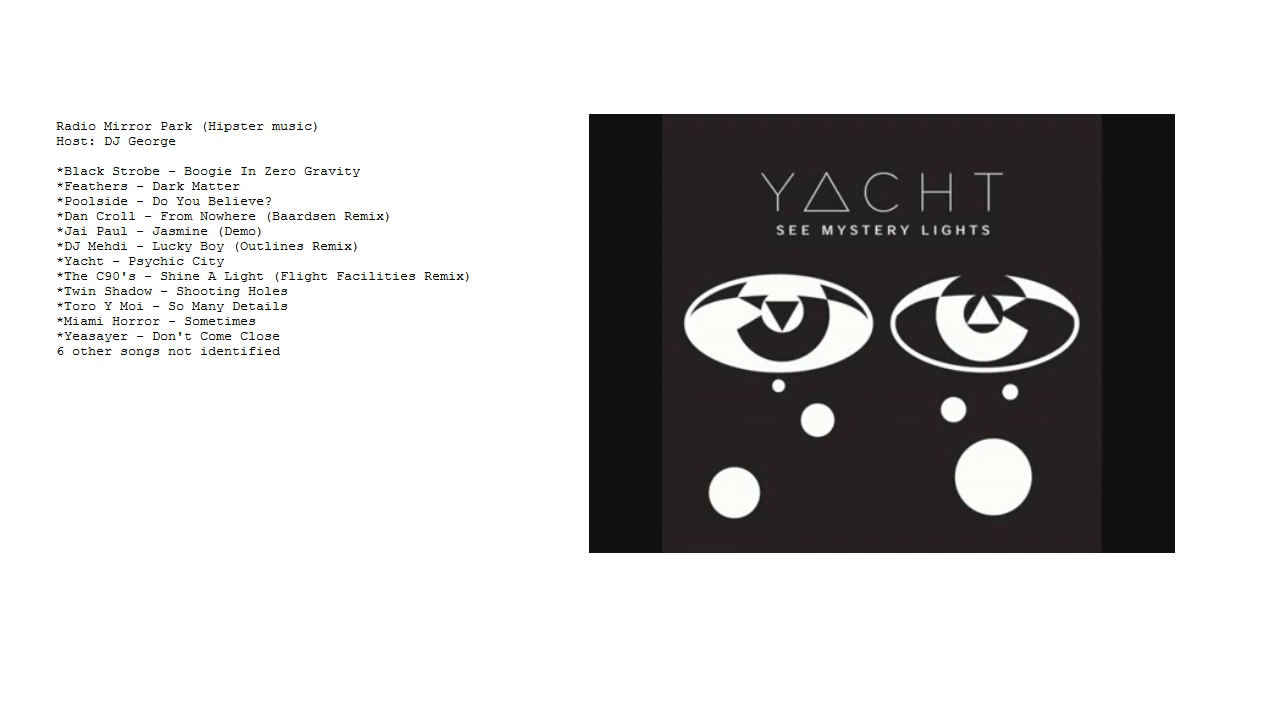 Radio Mirror Park (Hipster music)
Host: DJ George
*Black Strobe - Boogie In Zero Gravity
*Feathers - Dark Matter
*Poolside - Do You Believe?
*Dan Croll - From Nowhere (Baardsen Remix)
*Jai Paul - Jasmine (Demo)
*DJ Mehdi - Lucky Boy (Outlines Remix)
*Yacht - Psychic City
*The C90's - Shine A Light (Flight Facilities Remix)
*Twin Shadow - Shooting Holes
*Toro Y Moi - So Many Details
*Miami Horror - Sometimes
*Yeasayer - Don't Come Close
6 other songs not identified
Y△CHT
SEE MYSTERY LIGHTS